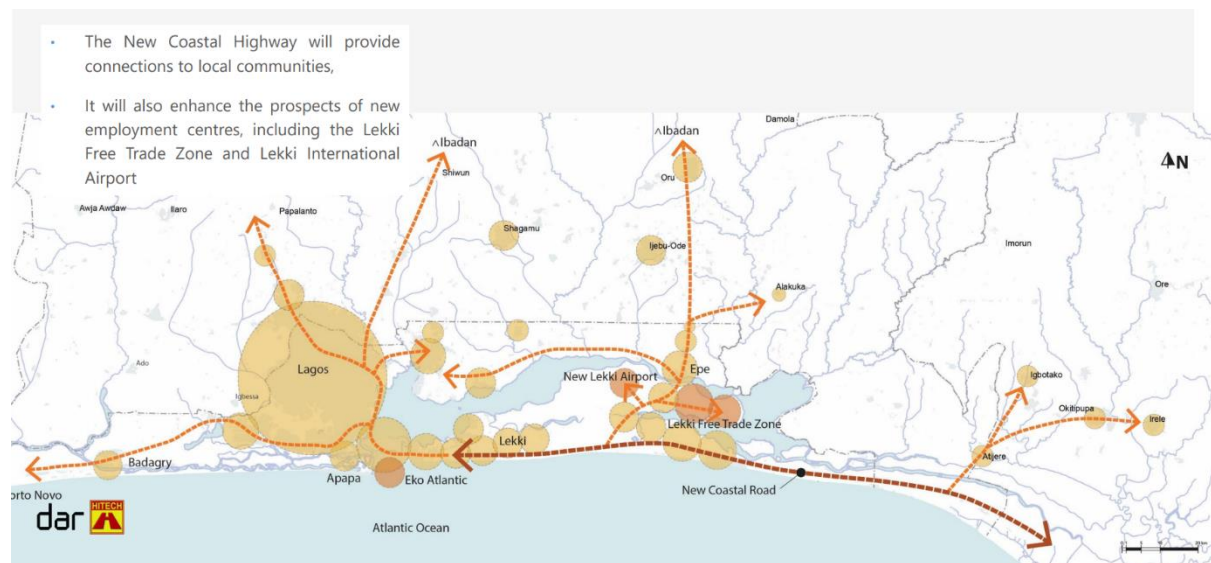 • The New Coastal Highway will provide
connections to local communities,
• It will also enhance the prospects of new
employment centres, including the Lekki
Free Trade Zone and Lekki International
Airport
^Ibadan
^Ibadan
Damola
Shiwun
Oru
N
Awja Awdaw
Ilaro
Papalanto
Shagamu
Ijebu-Ode
Imorun
Alakuka
Ore
Ado
Lagos
Igbessa
New Lekki Airport
Epe
Igbotako
Okitipupa
Irele
Lekki Free Trade Zone
Lekki
Badagry
Apapa
Eko Atlantic
Atjere
New Coastal Road
orto Novo
dar
HITECH
Atlantic Ocean